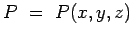 P = P(x, y, z)